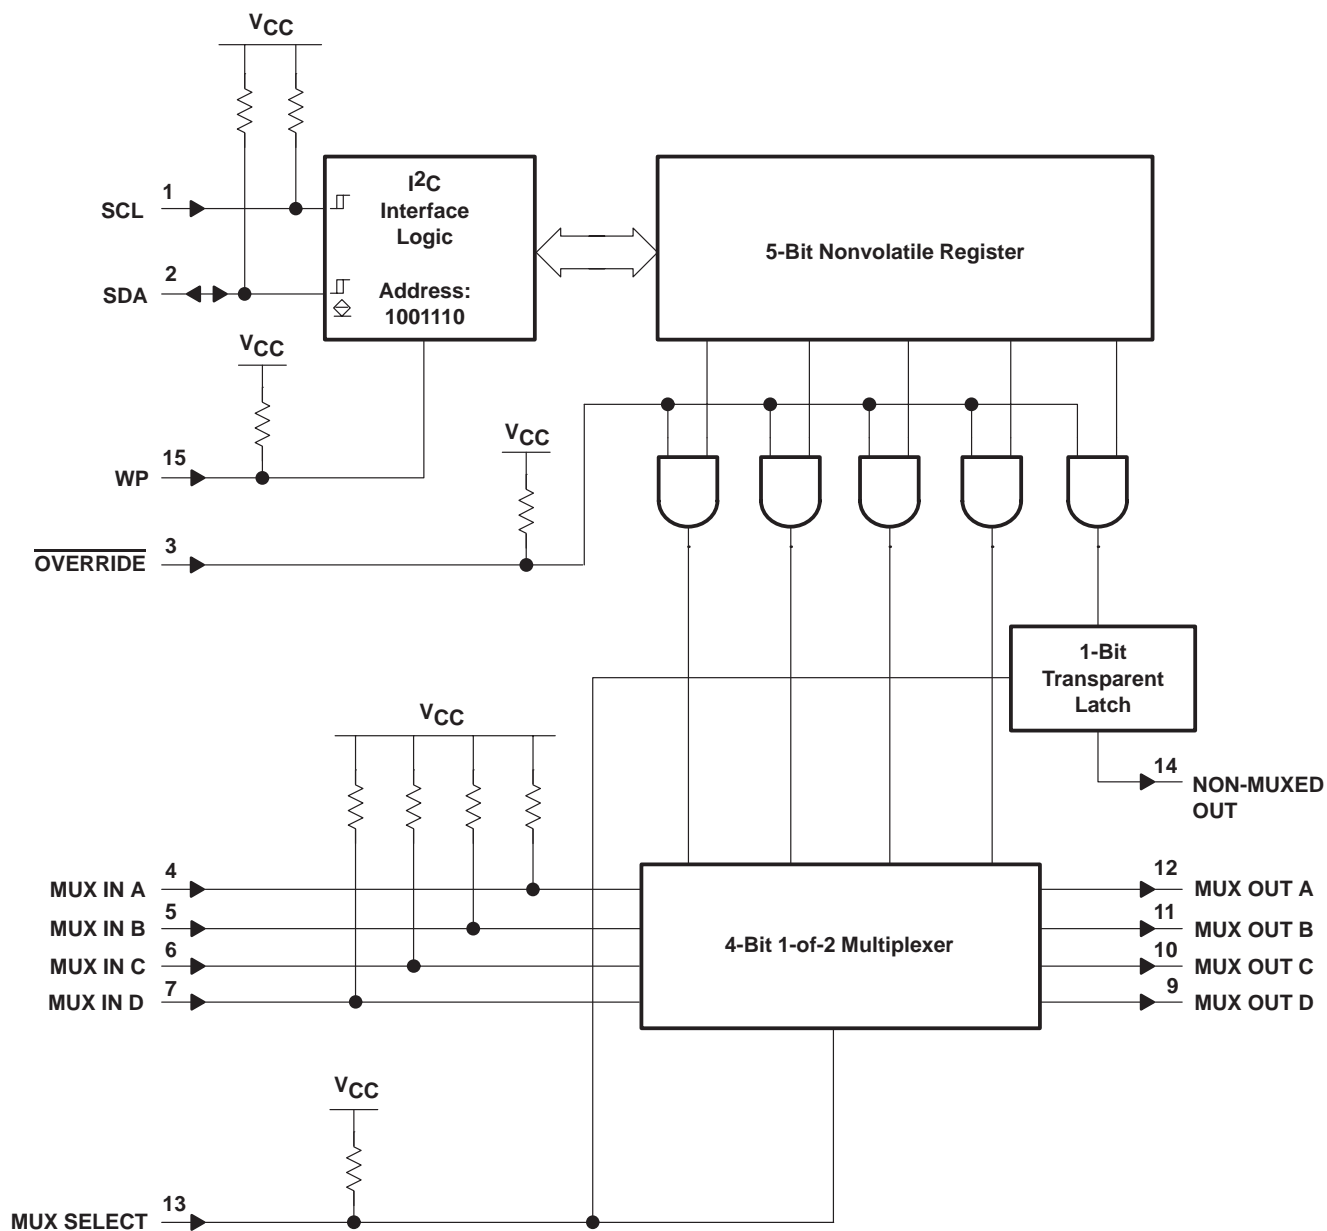 VCC
I2C
Interface
Logic
Address:
1001110
5-Bit Nonvolatile Register
1
SCL
2
SDA
VCC
15
WP
VCC
3
OVERRIDE
1-Bit
Transparent
Latch
14
NON-MUXED
OUT
VCC
4
MUX IN A
5
MUX IN B
6
MUX IN C
7
MUX IN D
4-Bit 1-of-2 Multiplexer
12
MUX OUT A
11
MUX OUT B
10
MUX OUT C
9
MUX OUT D
VCC
13
MUX SELECT